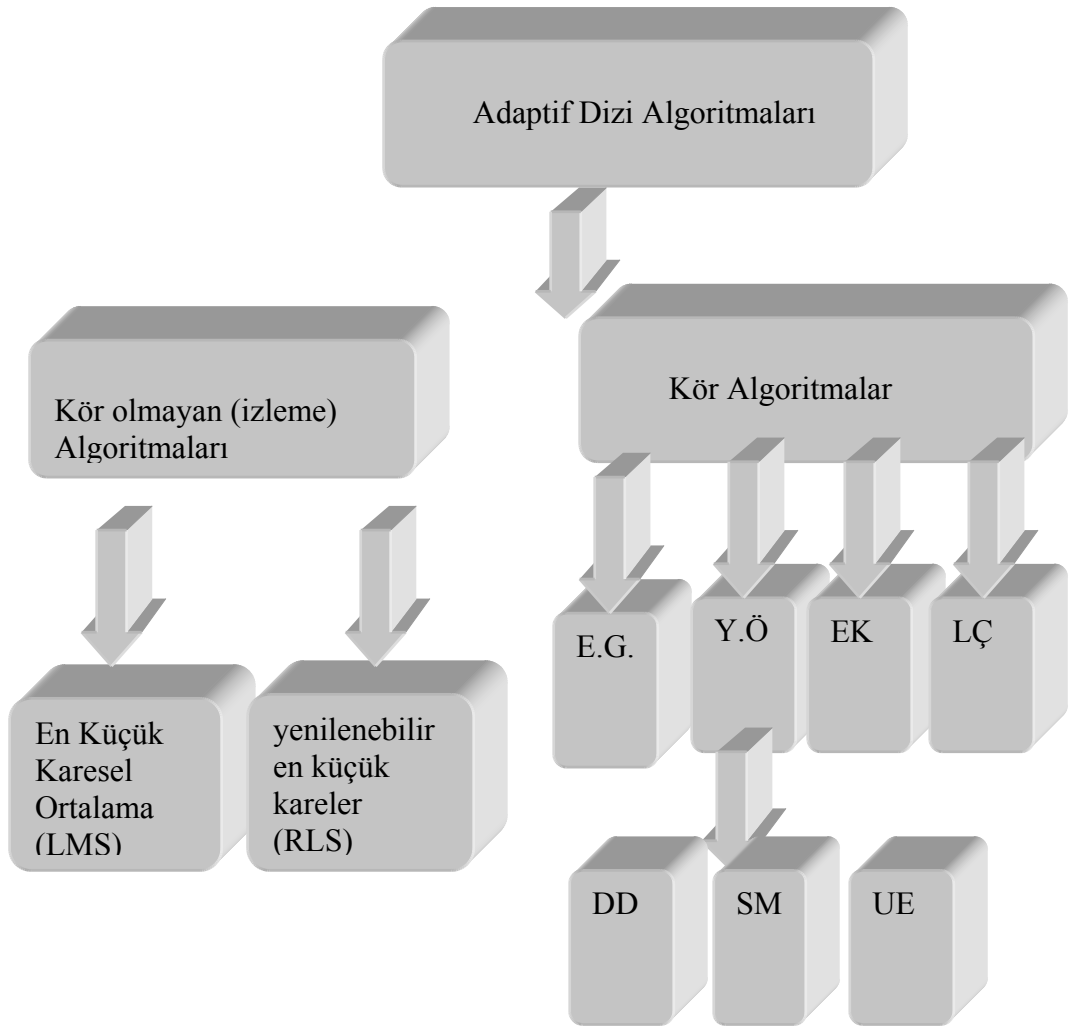 Adaptif Dizi Algoritmaları
Kör olmayan (izleme)
Algoritmaları
Kör Algoritmalar
E.G.
Y.Ö
EK
LÇ
En Küçük
Karesel
Ortalama
(LMS)
yenilenebilir
en küçük
kareler
(RLS)
DD
SM
UE